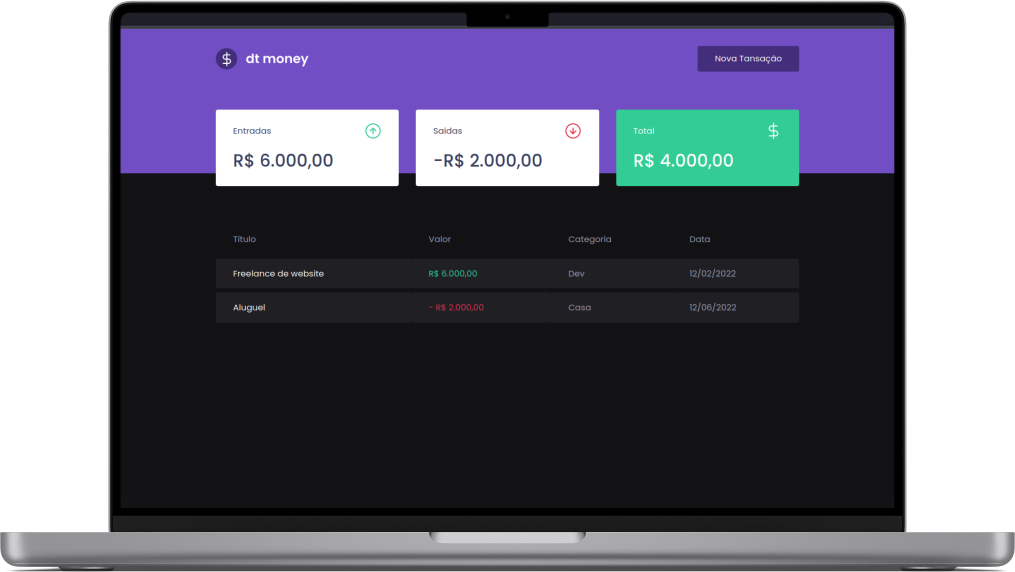 $ dt money
Nova Tansação
Entradas
R$ 6.000,00
Saidas
-R$ 2.000,00
Total $
R$ 4.000,00
Título Valor Categoria Data
Freelance de website R$ 6.000,00 Dev 12/02/2022
Aluguel - R$ 2.000,00 Casa 12/06/2022